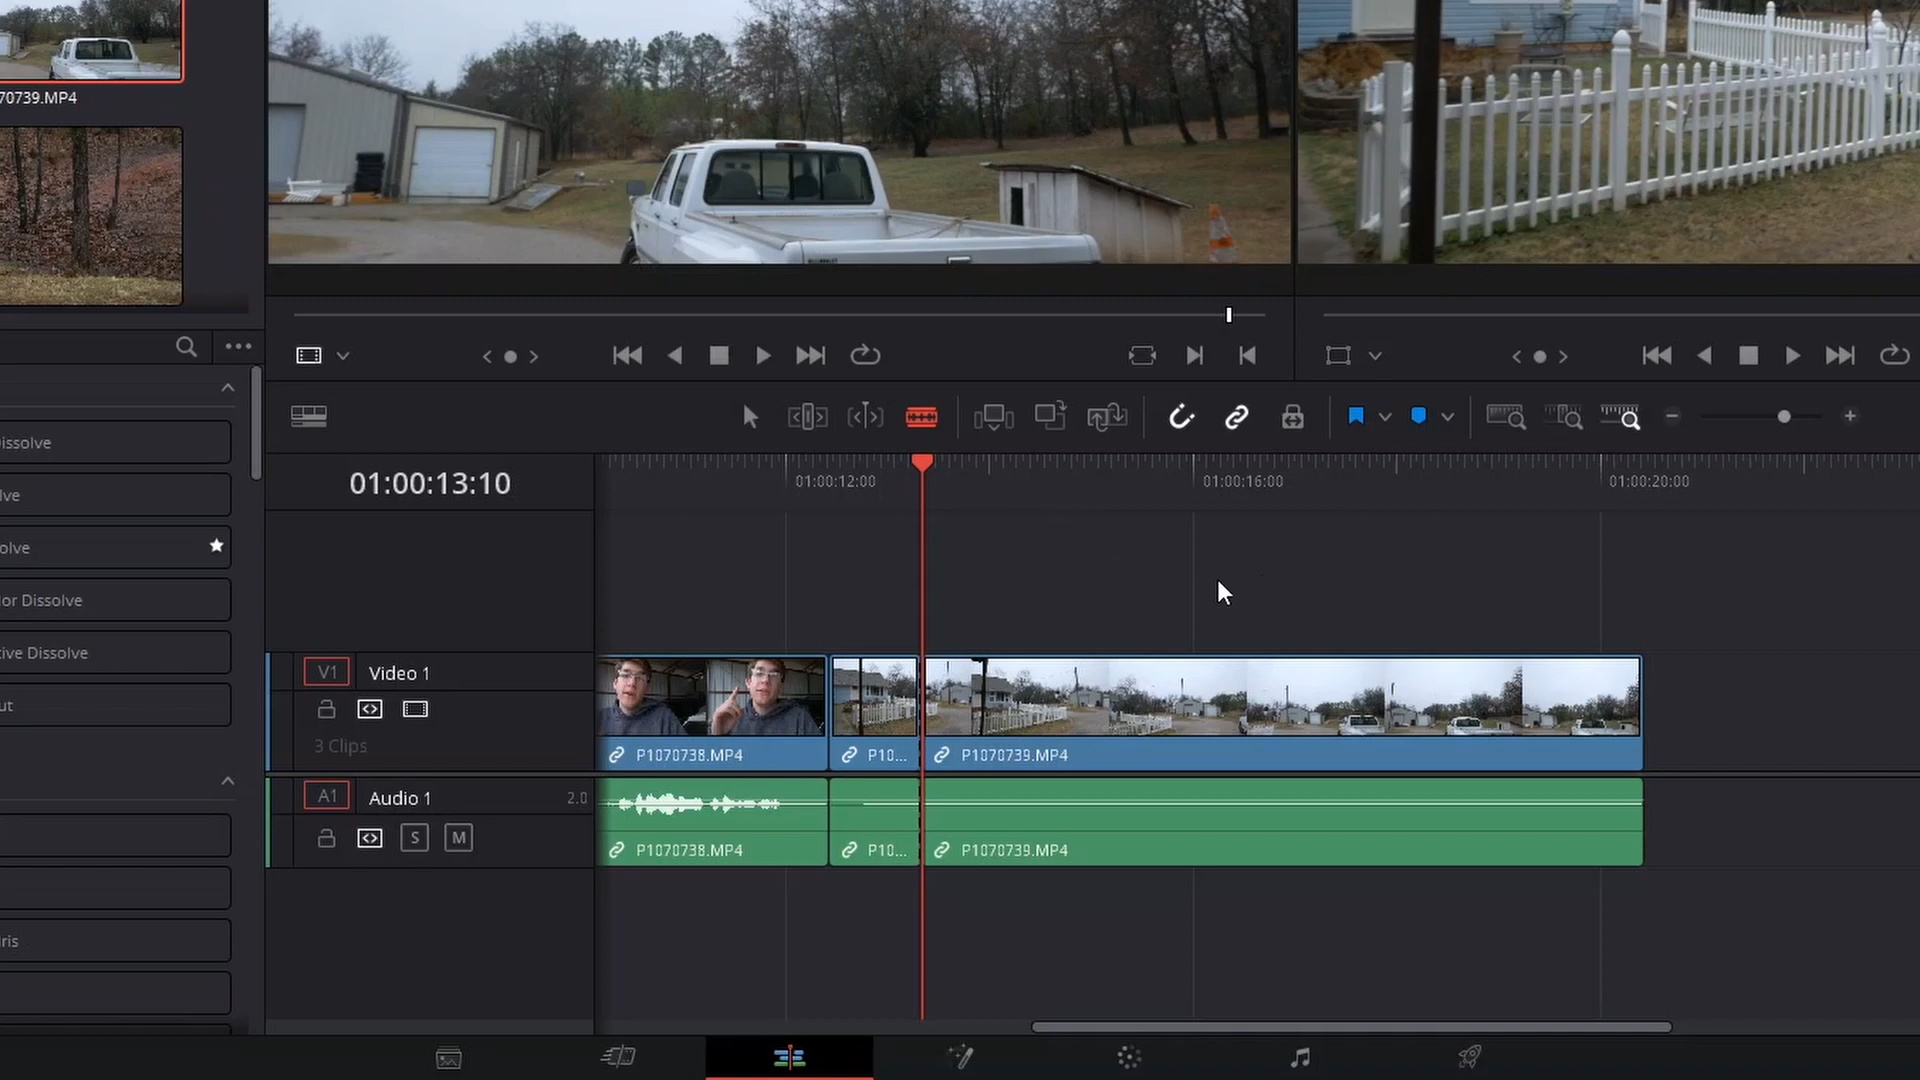 70739.MP4
issolve
lve
olve
lor Dissolve
tive Dissolve
ut
ris
01:00:13:10
01:00:12:00
01:00:16:00
01:00:20:00
V1
Video 1
3 Clips
P1070738.MP4
P10...
P1070739.MP4
A1
Audio 1
2.0
S
M
P1070738.MP4
P10...
P1070739.MP4